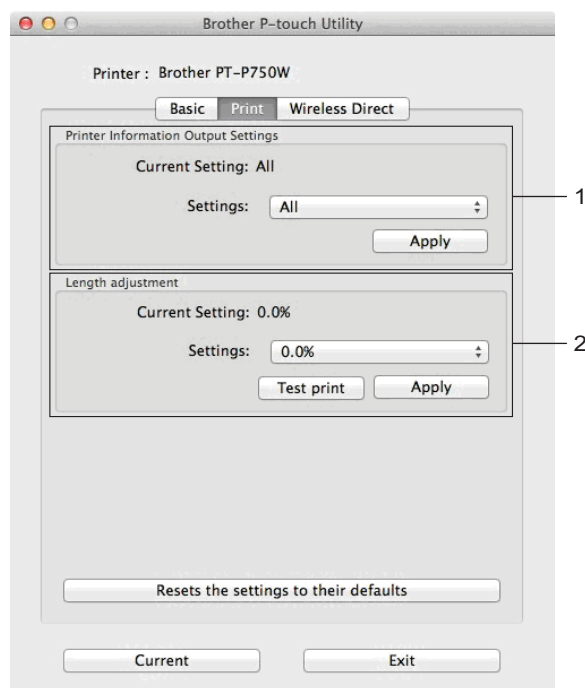 Brother P-touch Utility
Printer : Brother PT-P750W
Basic Print Wireless Direct
Printer Information Output Settings
Current Setting: All
1
Settings: All
Apply
Length adjustment
Current Setting: 0.0%
2
Settings: 0.0%
Test print Apply
Resets the settings to their defaults
Current Exit